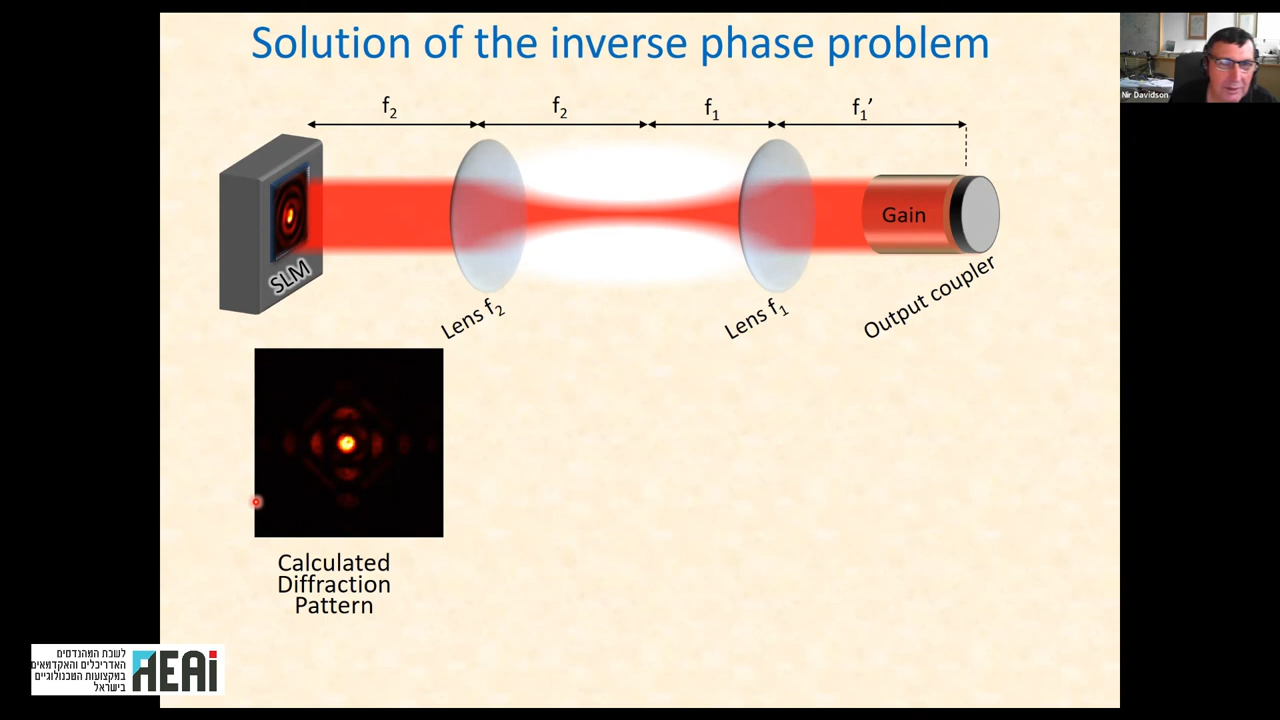 Solution of the inverse phase problem
Nir Davidson
f2
f2
f1
f1’
Gain
SLM
Lens f2
Lens f1
Output coupler
Calculated
Diffraction
Pattern
לשכת המהנדסים
האדריכלים והאקדמאים
במקצועות הטכנולוגיים
בישראל
AEAi